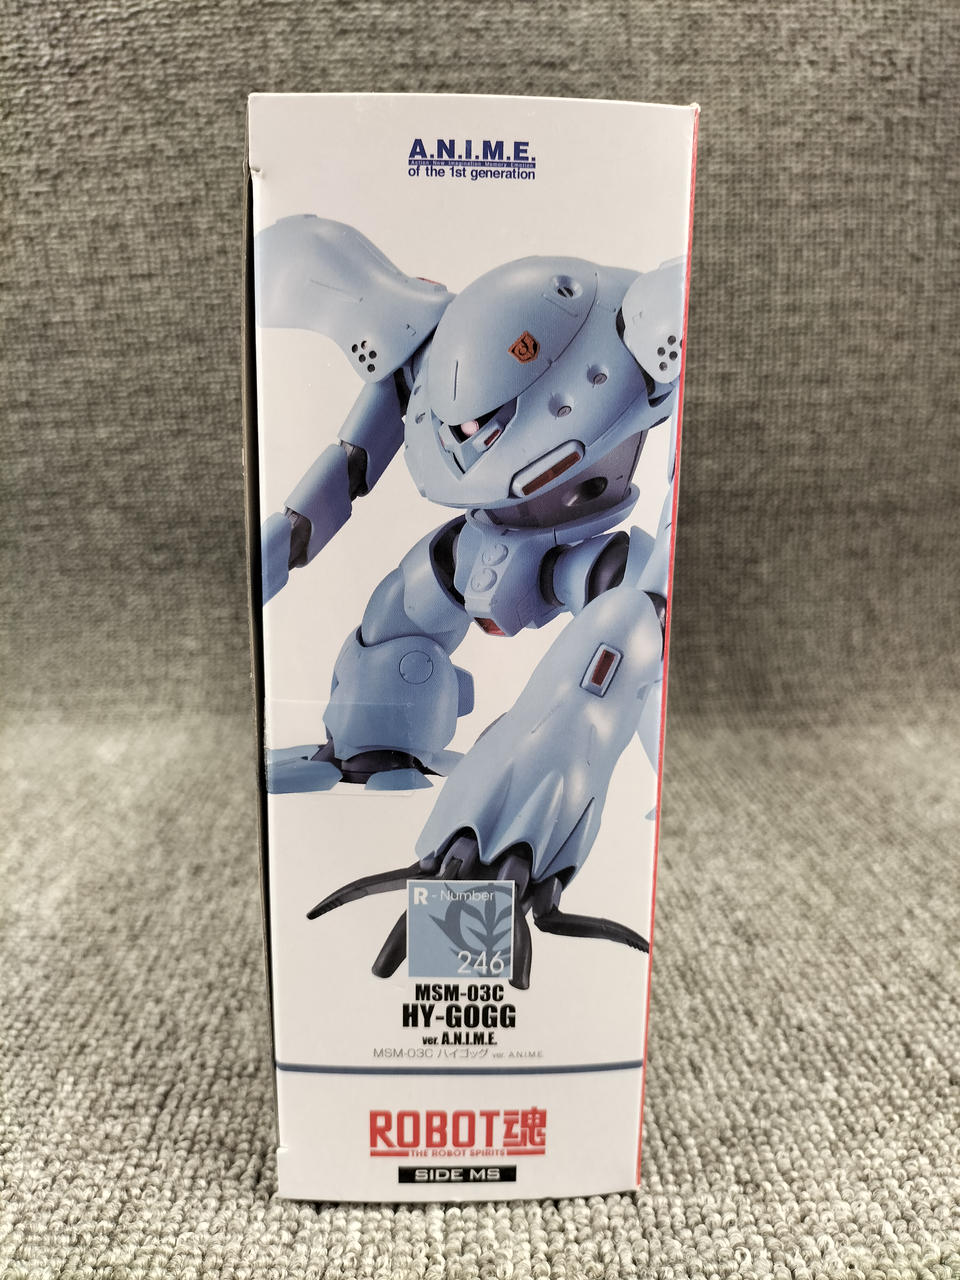 A.N.I.M.E.
Action New Imagination Memory Emotion
of the 1st generation
R - Number
246
MSM-03C
HY-GOGG
ver. A.N.I.M.E.
MSM-03C ハイゴッグ ver. A.N.I.M.E.
ROBOT魂
THE ROBOT SPIRITS
SIDE MS